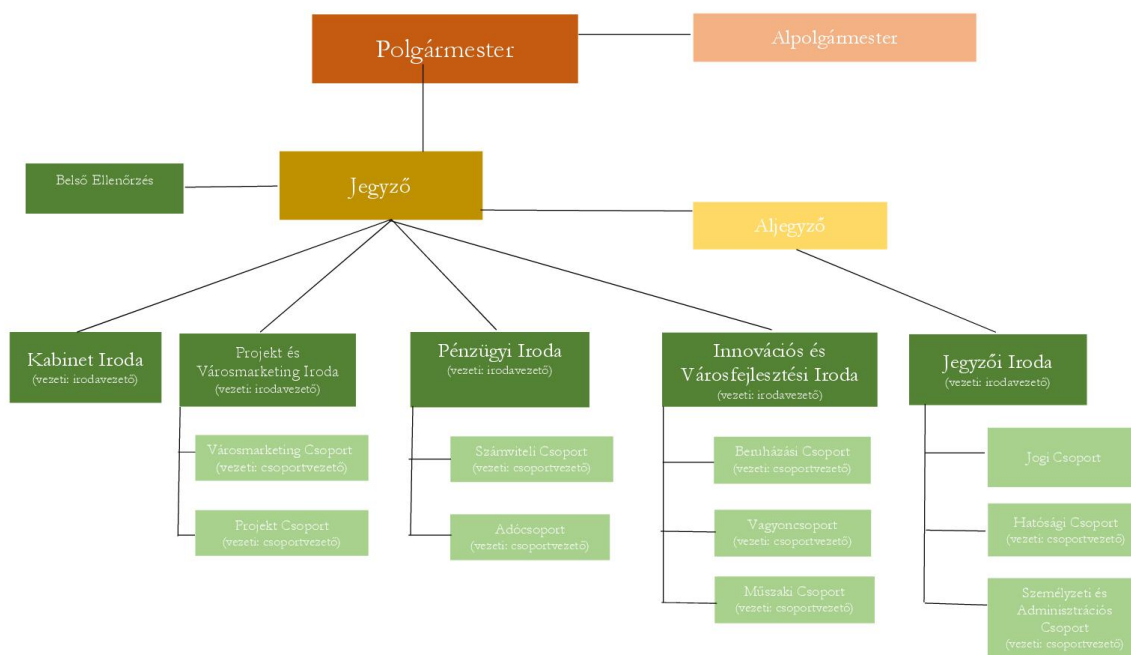 Polgármester
Alpolgármester
Belső Ellenőrzés
Jegyző
Aljegyző
Kabinet Iroda
(vezeti: irodavezető)
Projekt és
Városmarketing Iroda
(vezeti: irodavezető)
Pénzügyi Iroda
(vezeti: irodavezető)
Innovációs és
Városfejlesztési Iroda
(vezeti: irodavezető)
Jegyzői Iroda
(vezeti: irodavezető)
Városmarketing Csoport
(vezeti: csoportvezető)
Projekt Csoport
(vezeti: csoportvezető)
Számviteli Csoport
(vezeti: csoportvezető)
Adócsoport
(vezeti: csoportvezető)
Beruházási Csoport
(vezeti: csoportvezető)
Vagyoncsoport
(vezeti: csoportvezető)
Műszaki Csoport
(vezeti: csoportvezető)
Jogi Csoport
Hatósági Csoport
(vezeti: csoportvezető)
Személyzeti és
Adminisztrációs
Csoport
(vezeti: csoportvezető)